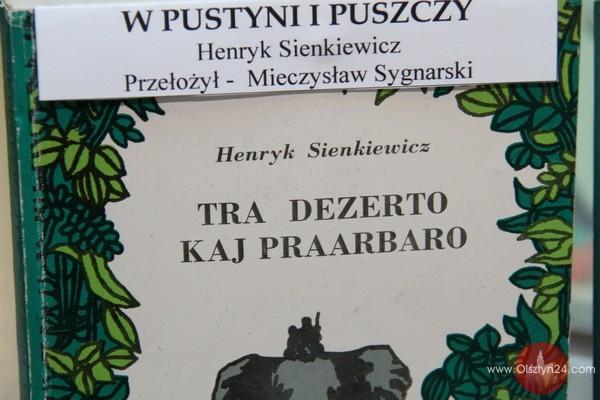 W PUSTYNI I PUSZCZY
Henryk Sienkiewicz
Przełożył - Mieczysław Sygnarski
Henryk Sienkiewicz
TRA DEZERTO
KAJ PRAARBARO
www.Olsztyn24.com